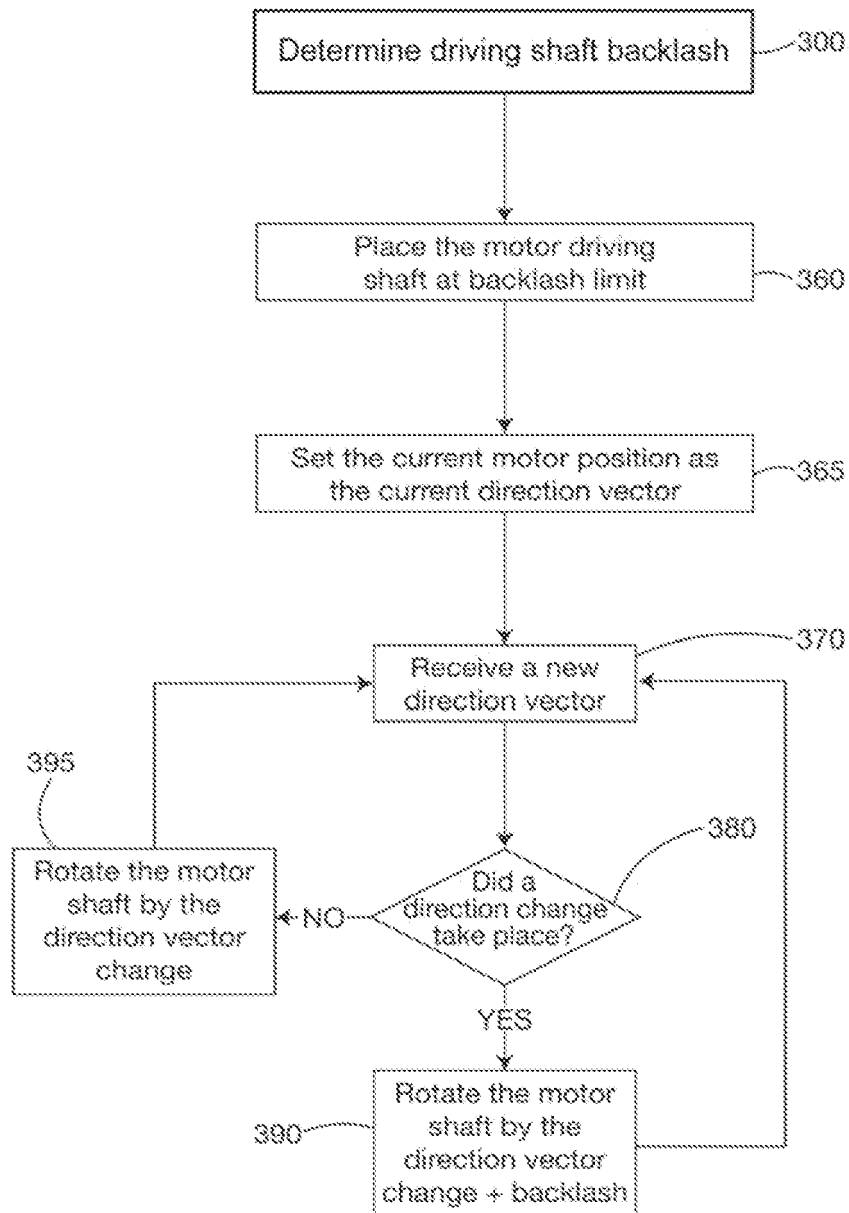 Determine driving shaft backlash
300
Place the motor driving
shaft at backlash limit
360
Set the current motor position as
the current direction vector
365
370
Receive a new
direction vector
395
380
Rotate the motor
shaft by the
direction vector
change
NO
Did a
direction change
take place?
YES
390
Rotate the motor
shaft by the
direction vector
change + backlash